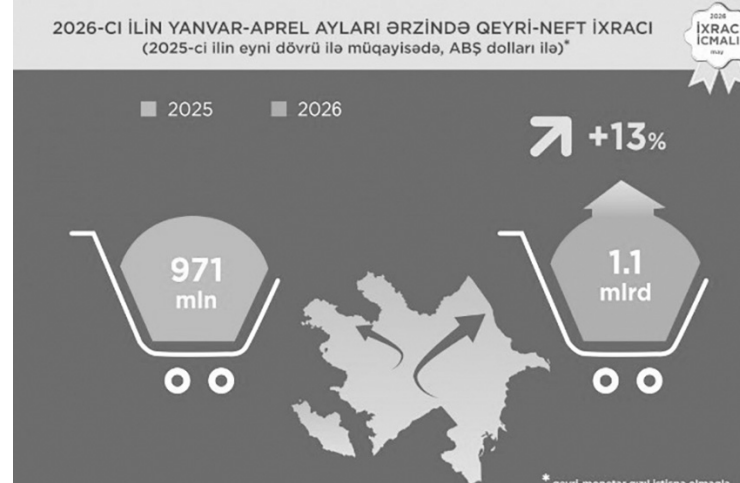 2026-CI İLİN YANVAR-APREL AYLARI ƏRZİNDƏ QEYRİ-NEFT İXRACI
(2025-ci ilin eyni dövrü ilə müqayisədə, ABŞ dolları ilə)*
2026
İXRAC
İCMALI
may
2025
2026
+13%
971
mln
1.1
mlrd